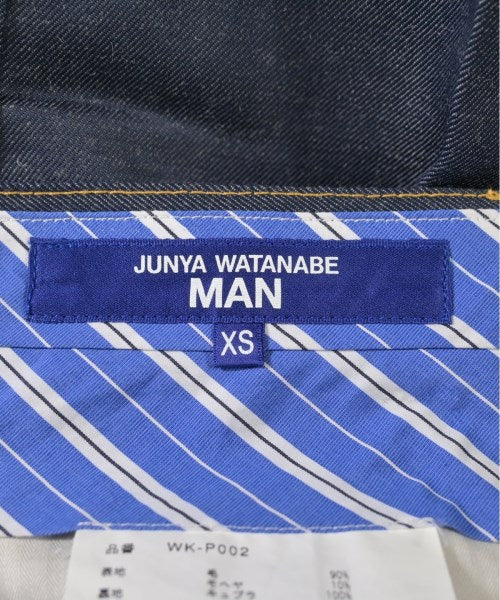 JUNYA WATANABE
MAN
XS
品番 WK-P002
表地 毛 90%
モヘヤ 10%
裏地 キュプラ 100%